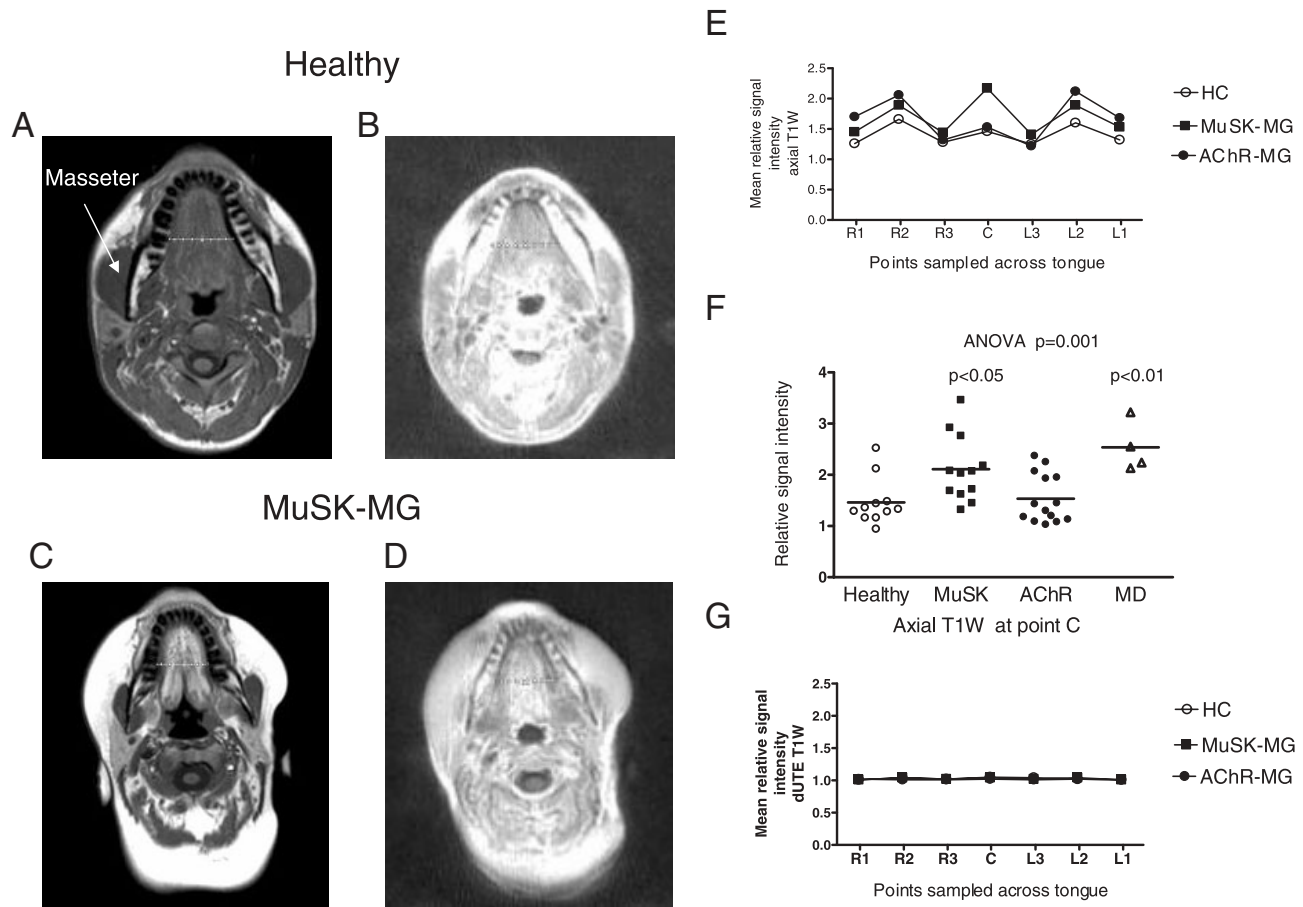 Healthy
A
B
Masseter
MuSK-MG
C
D
E
Mean relative signal
intensity
axial T1W
2.5
2.0
1.5
1.0
0.5
0.0
R1 R2 R3 C L3 L2 L1
Points sampled across tongue
HC
MuSK-MG
AChR-MG
F
ANOVA p=0.001
p<0.05 p<0.01
Relative signal intensity
4
3
2
1
0
Healthy MuSK AChR MD
Axial T1W at point C
G
Mean relative signal
intensity
dUTE T1W
2.5
2.0
1.5
1.0
0.5
0.0
R1 R2 R3 C L3 L2 L1
Points sampled across tongue
HC
MuSK-MG
AChR-MG